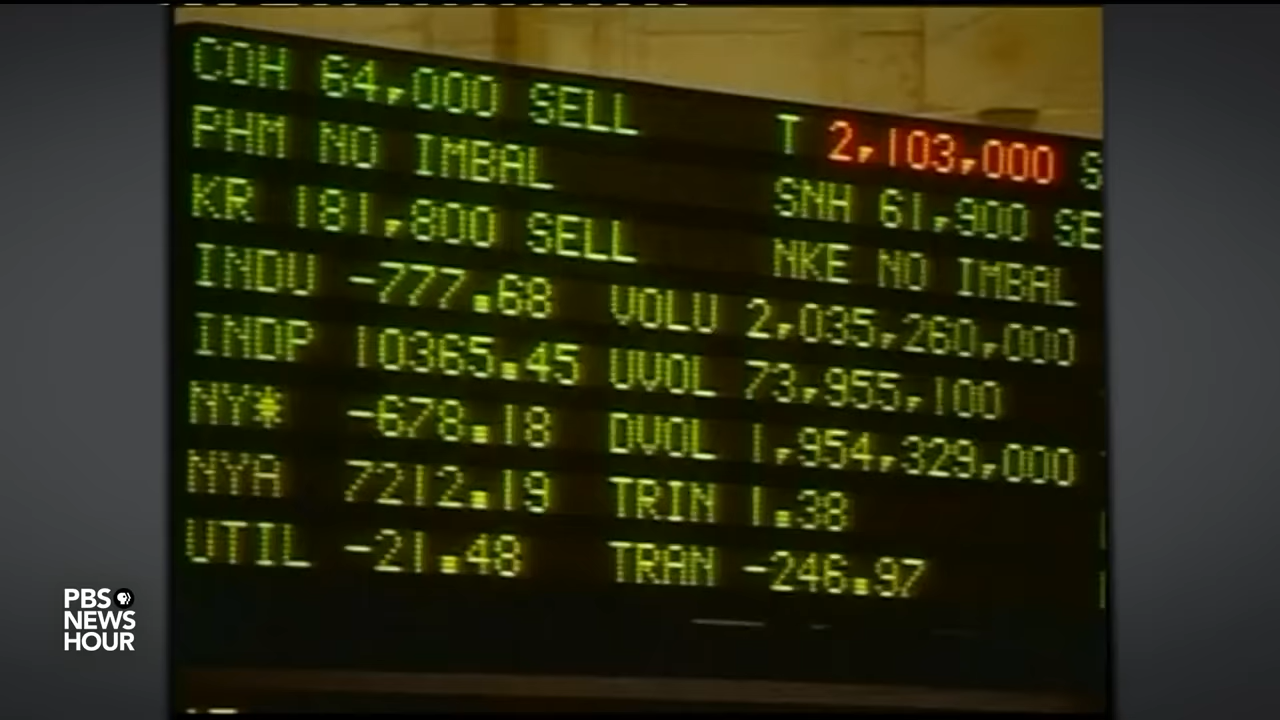 COH 64,000 SELL
PHM NO IMBAL
KR 181,800 SELL
T 2,103,000 S
SNH 61,900 SE
NKE NO IMBAL
INDU -777.68 VOLU 2,035,260,000
INDP 10365.45 UVOL 73,955,100
NY* -678.18 DVOL 1,954,329,000
NYA 7212.19 TRIN 1.38
UTIL -21.48 TRAN -246.97
PBS
NEWS
HOUR